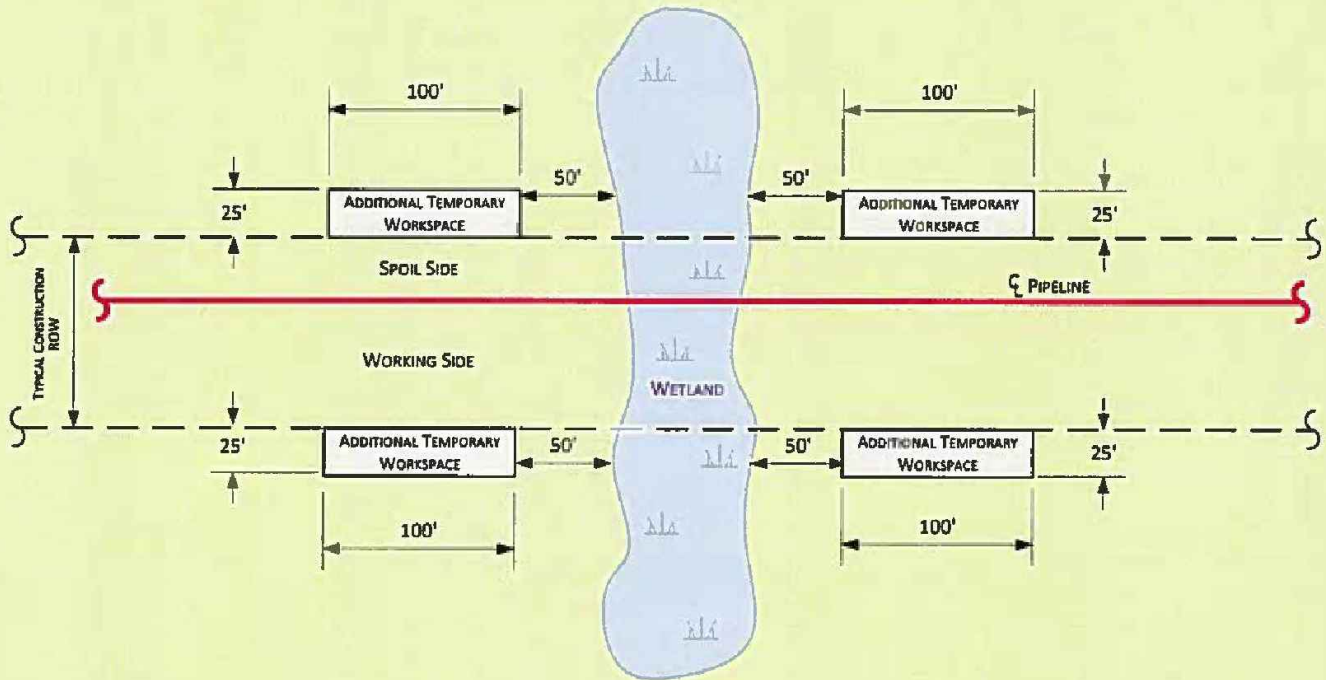 100'
100'
50'
50'
25'
ADDITIONAL TEMPORARY
WORKSPACE
ADDITIONAL TEMPORARY
WORKSPACE
25'
SPOIL SIDE
℄ PIPELINE
TYPICAL CONSTRUCTION
ROW
WORKING SIDE
WETLAND
25'
ADDITIONAL TEMPORARY
WORKSPACE
50'
50'
ADDITIONAL TEMPORARY
WORKSPACE
25'
100'
100'